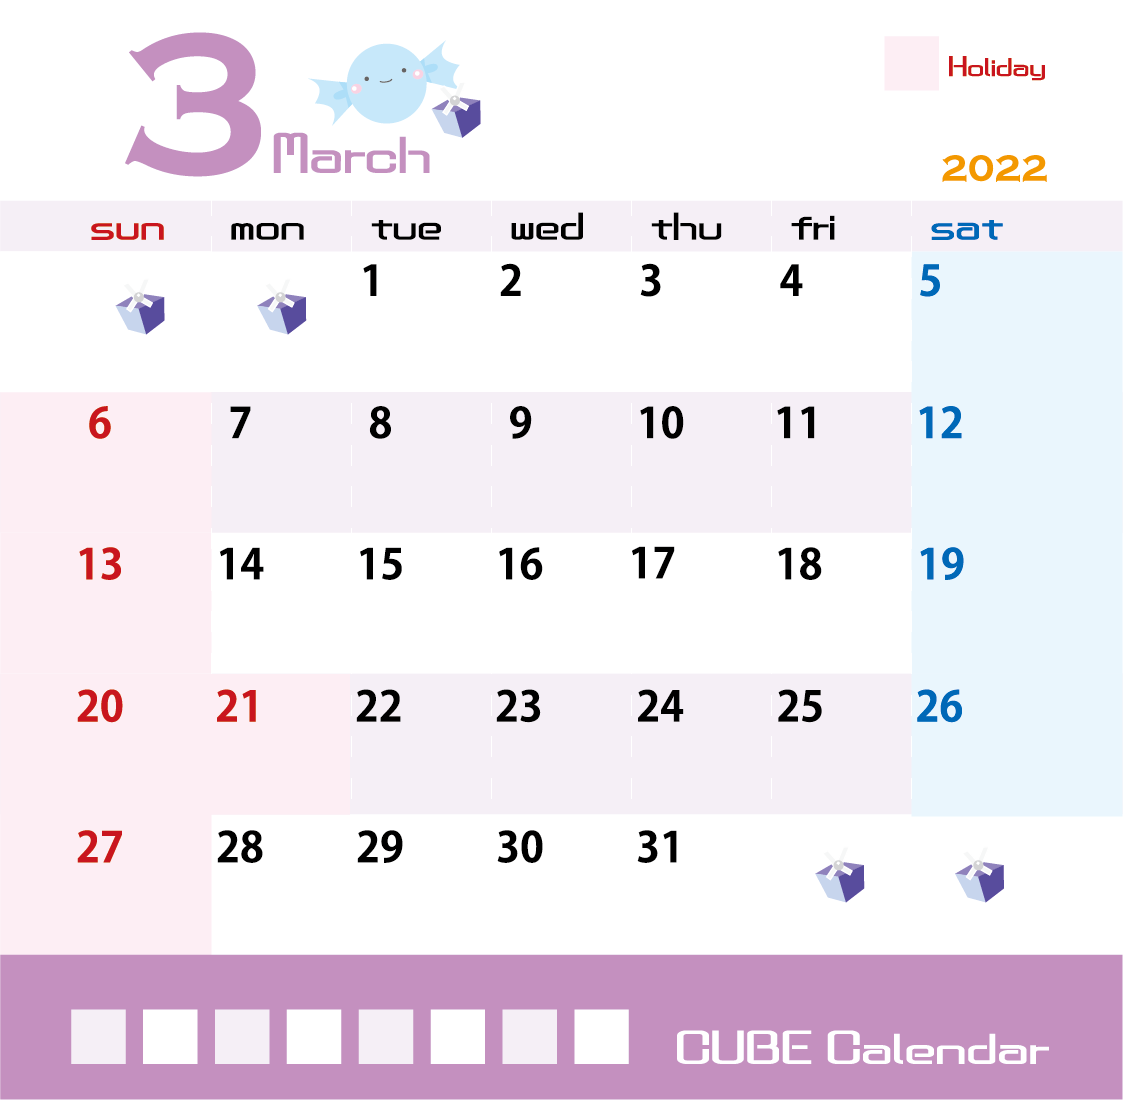 3 March
Holiday
2022
sun mon tue wed thu fri sat
1 2 3 4 5
6 7 8 9 10 11 12
13 14 15 16 17 18 19
20 21 22 23 24 25 26
27 28 29 30 31
CUBE Calendar